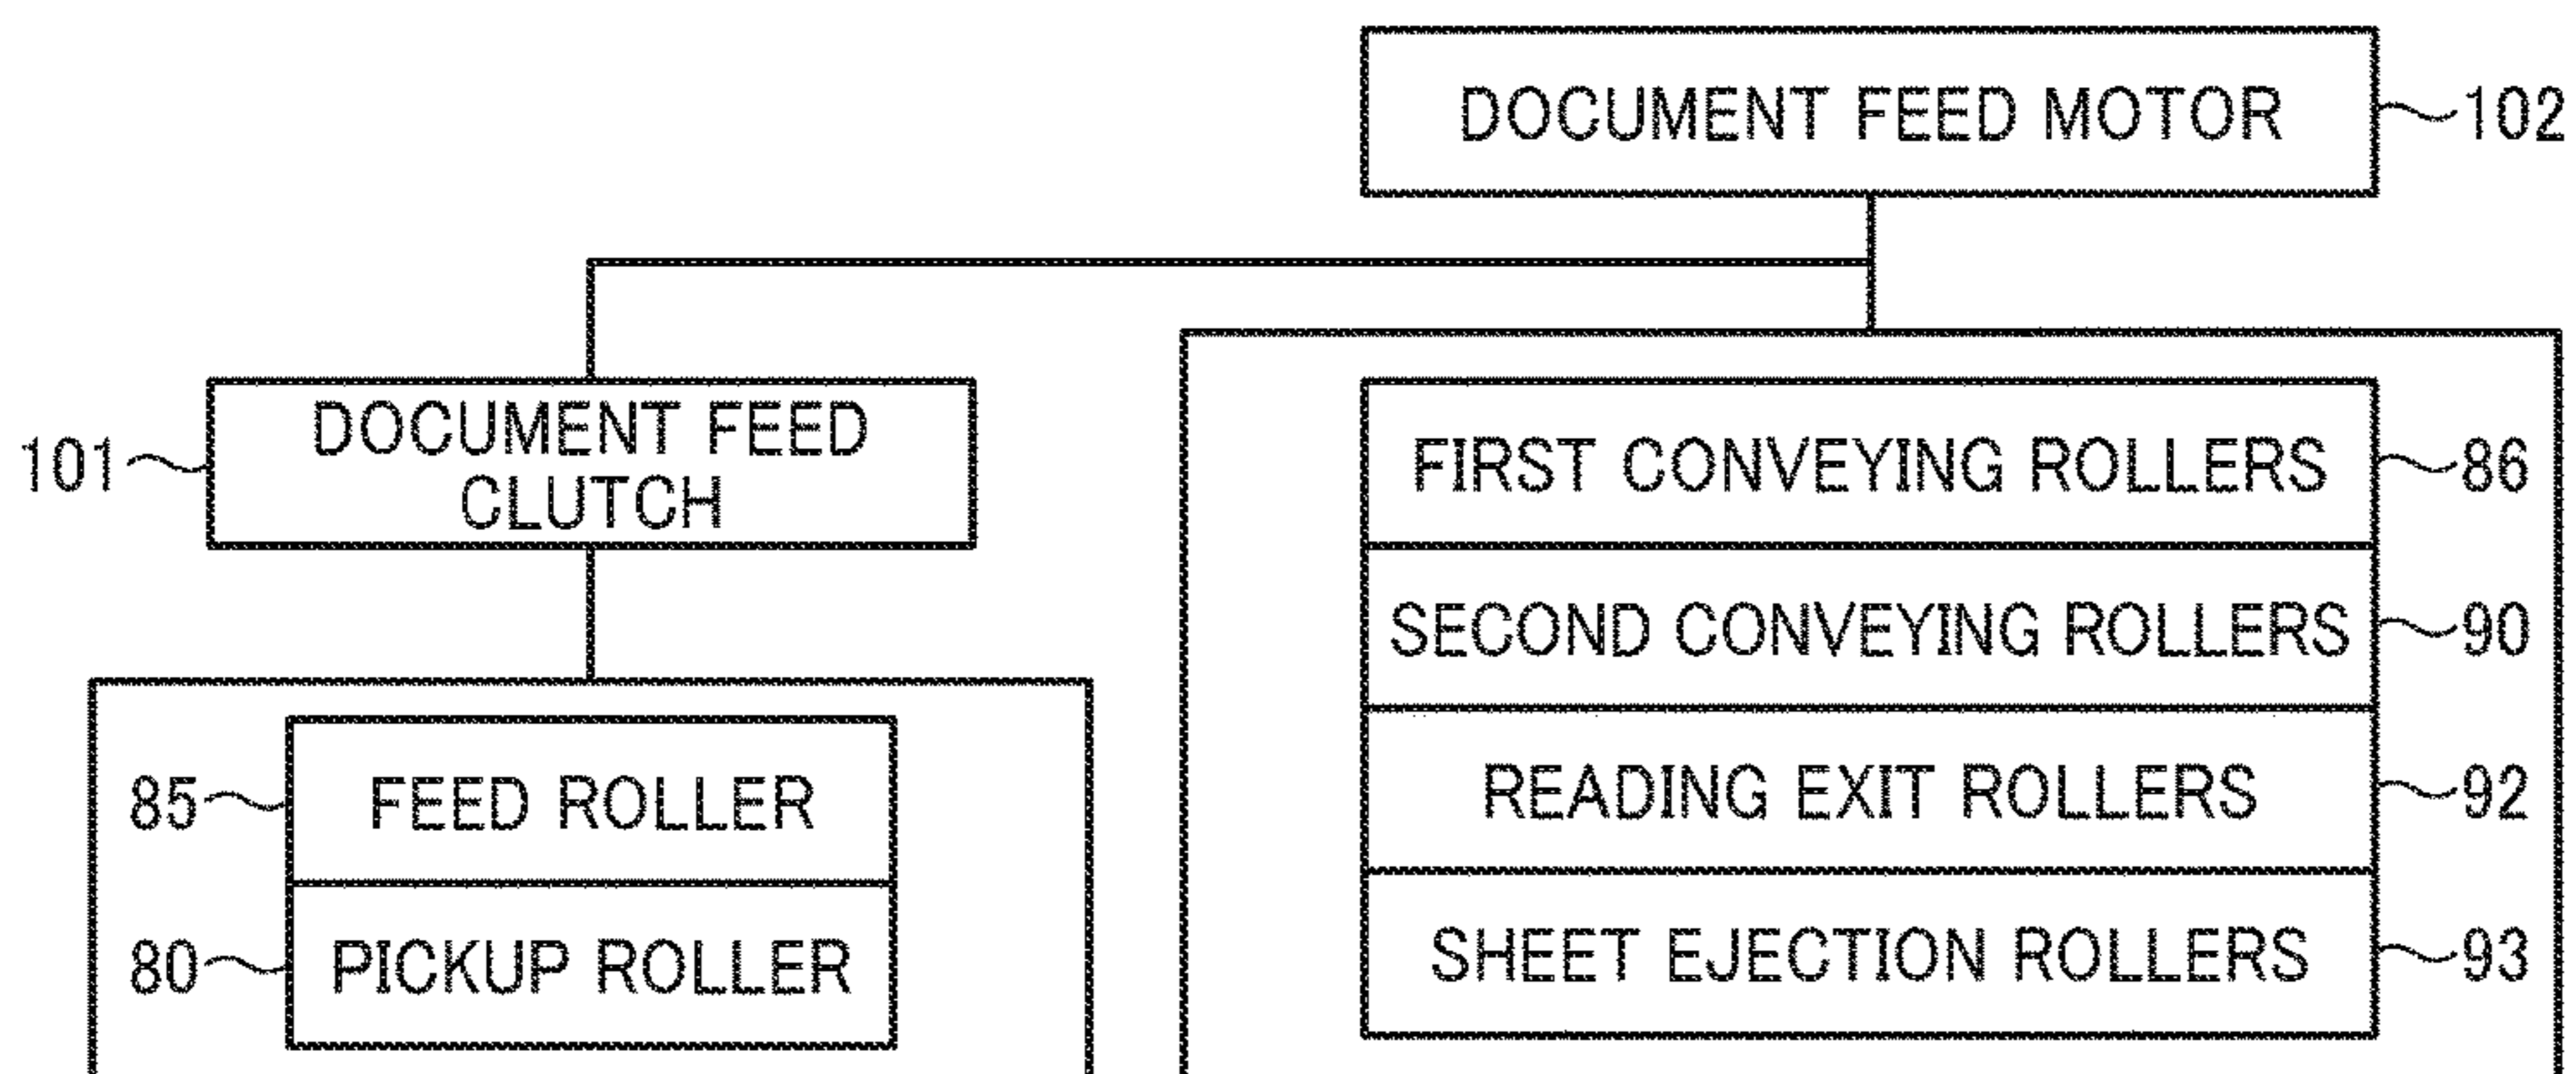 DOCUMENT FEED MOTOR
102
101
DOCUMENT FEED
CLUTCH
FIRST CONVEYING ROLLERS
86
SECOND CONVEYING ROLLERS
90
85
FEED ROLLER
READING EXIT ROLLERS
92
80
PICKUP ROLLER
SHEET EJECTION ROLLERS
93